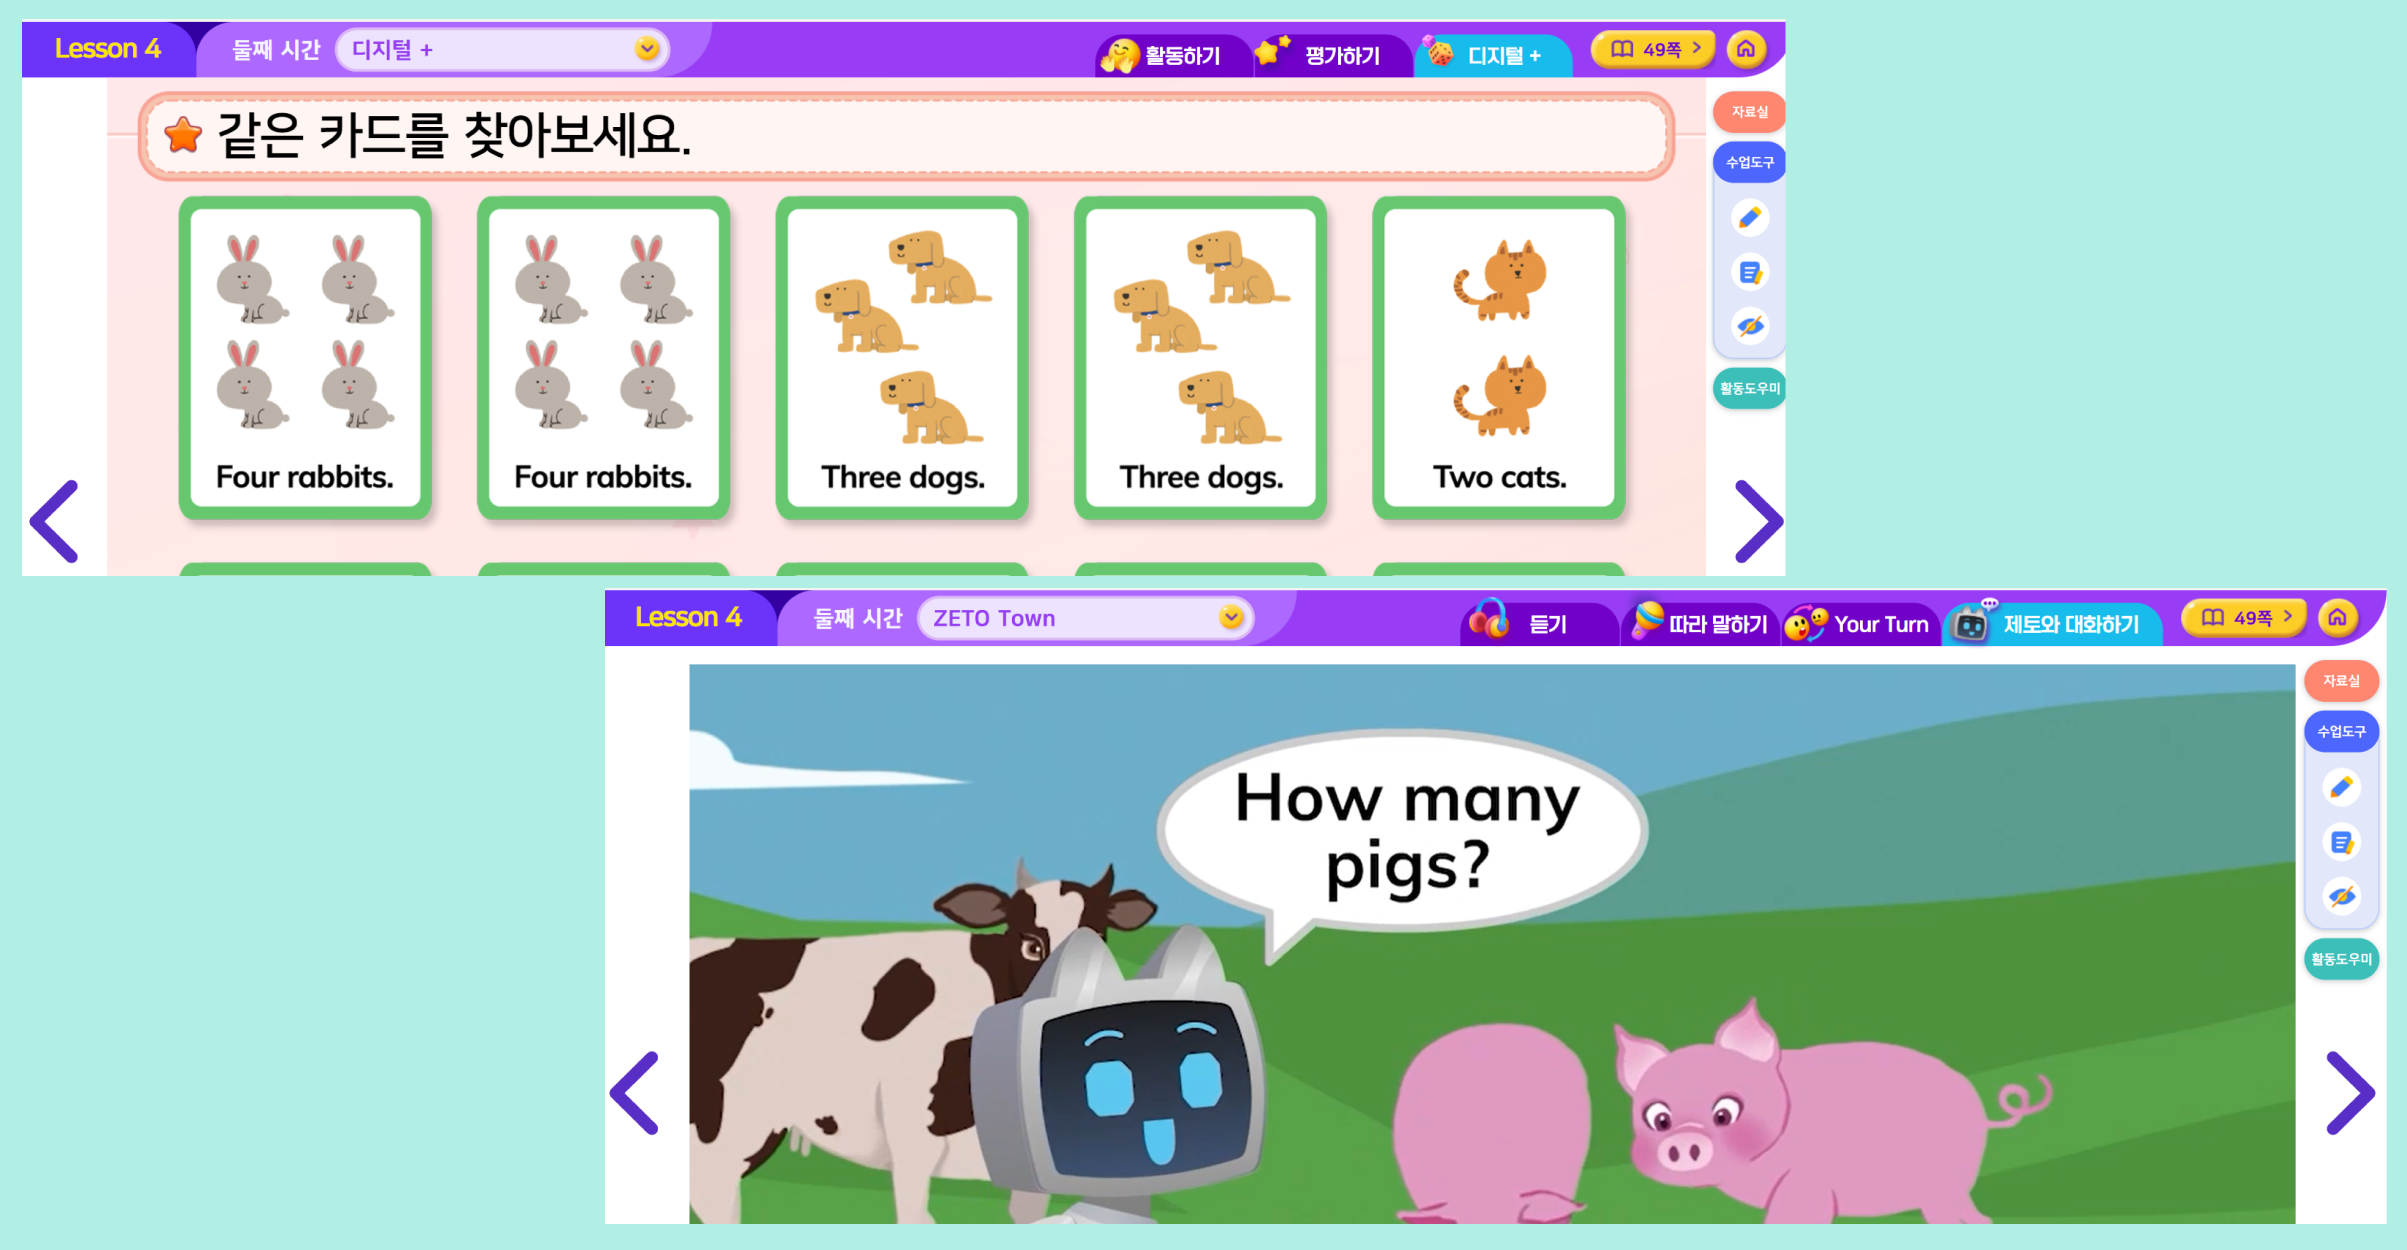 Lesson 4
둘째 시간
디지털 +
활동하기
평가하기
디지털 +
49쪽
같은 카드를 찾아보세요.
자료실
수업도구
활동도우미
Four rabbits.
Four rabbits.
Three dogs.
Three dogs.
Two cats.
Lesson 4
둘째 시간
ZETO Town
듣기
따라 말하기
Your Turn
제토와 대화하기
49쪽
자료실
수업도구
활동도우미
How many
pigs?